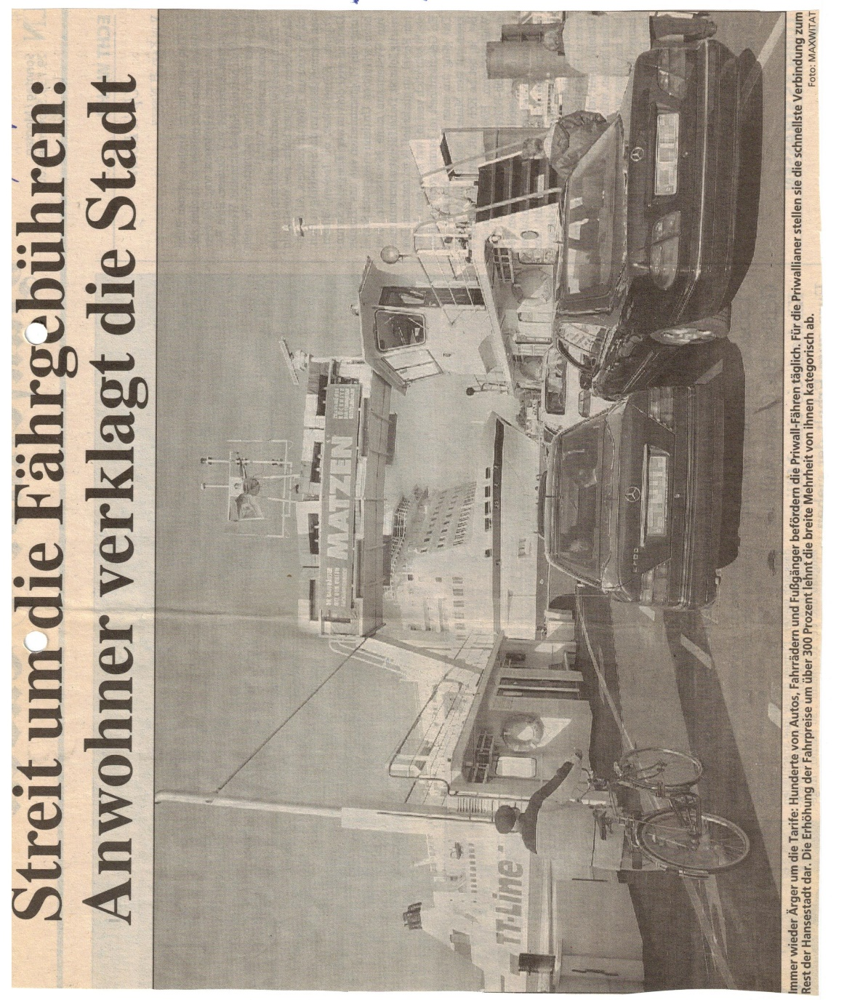 Streit um die Fährgebühren:
Anwohner verklagt die Stadt
MATZEN
TT-Line
Immer wieder Ärger um die Tarife: Hunderte von Autos, Fahrrädern und Fußgänger befördern die Priwall-Fähren täglich. Für die Priwallianer stellen sie die schnellste Verbindung zum
Rest der Hansestadt dar. Die Erhöhung der Fahrpreise um über 300 Prozent lehnt die breite Mehrheit von ihnen kategorisch ab.
Foto: MAXWITAT